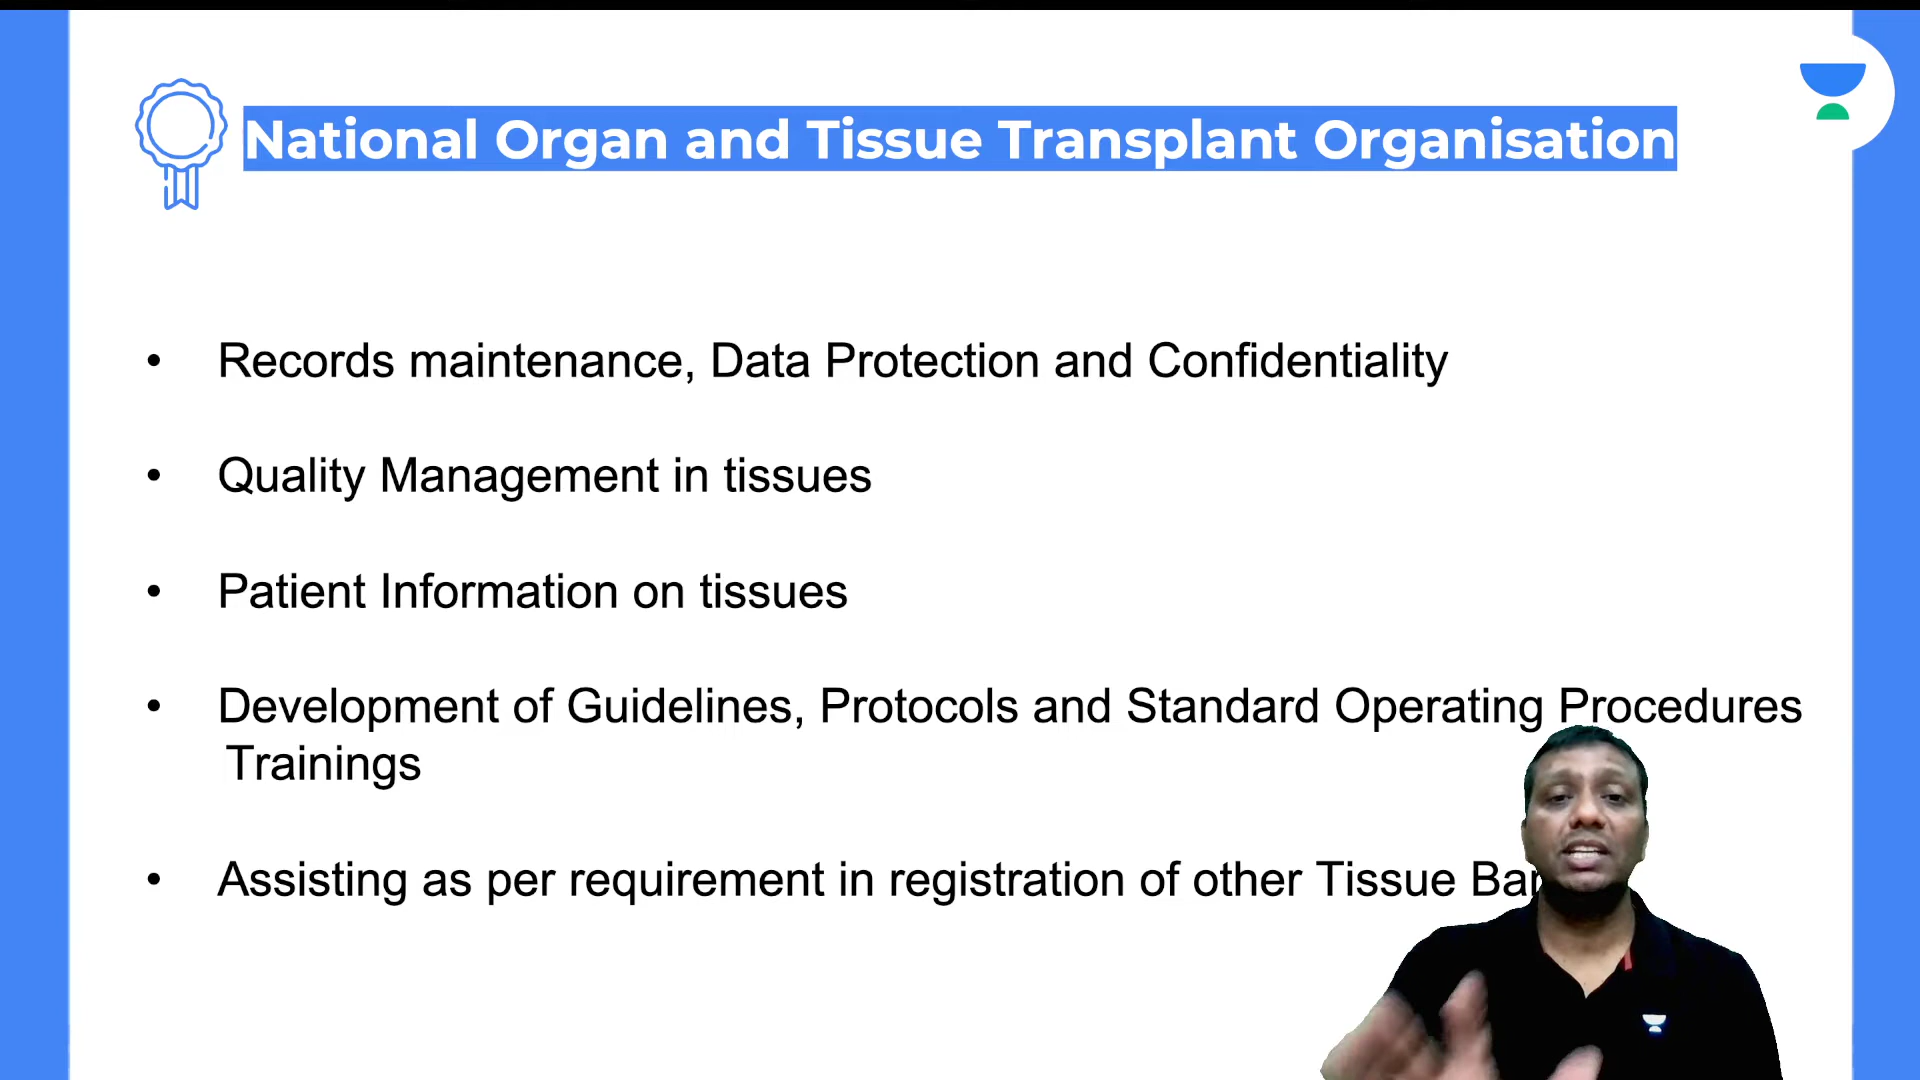 National Organ and Tissue Transplant Organisation
• Records maintenance, Data Protection and Confidentiality
• Quality Management in tissues
• Patient Information on tissues
• Development of Guidelines, Protocols and Standard Operating Procedures
Trainings
• Assisting as per requirement in registration of other Tissue